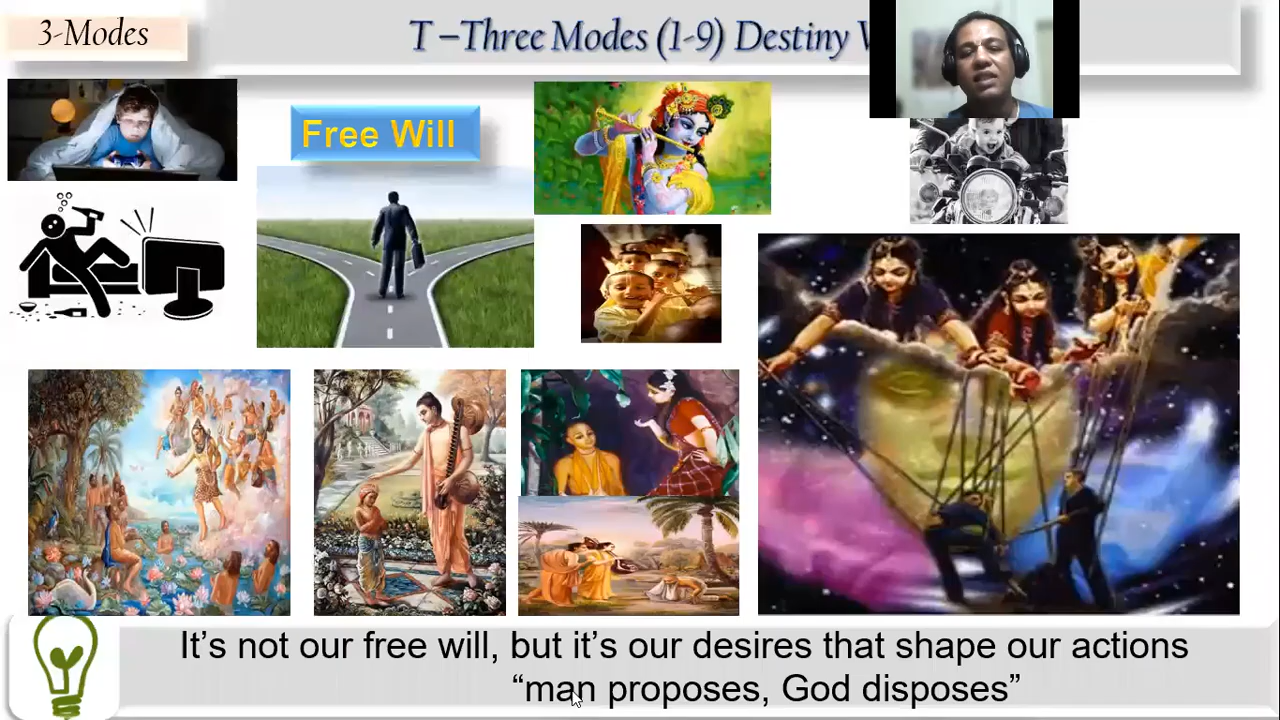 3-Modes
T –Three Modes (1-9) Destiny
Free Will
It's not our free will, but it's our desires that shape our actions
“man proposes, God disposes”